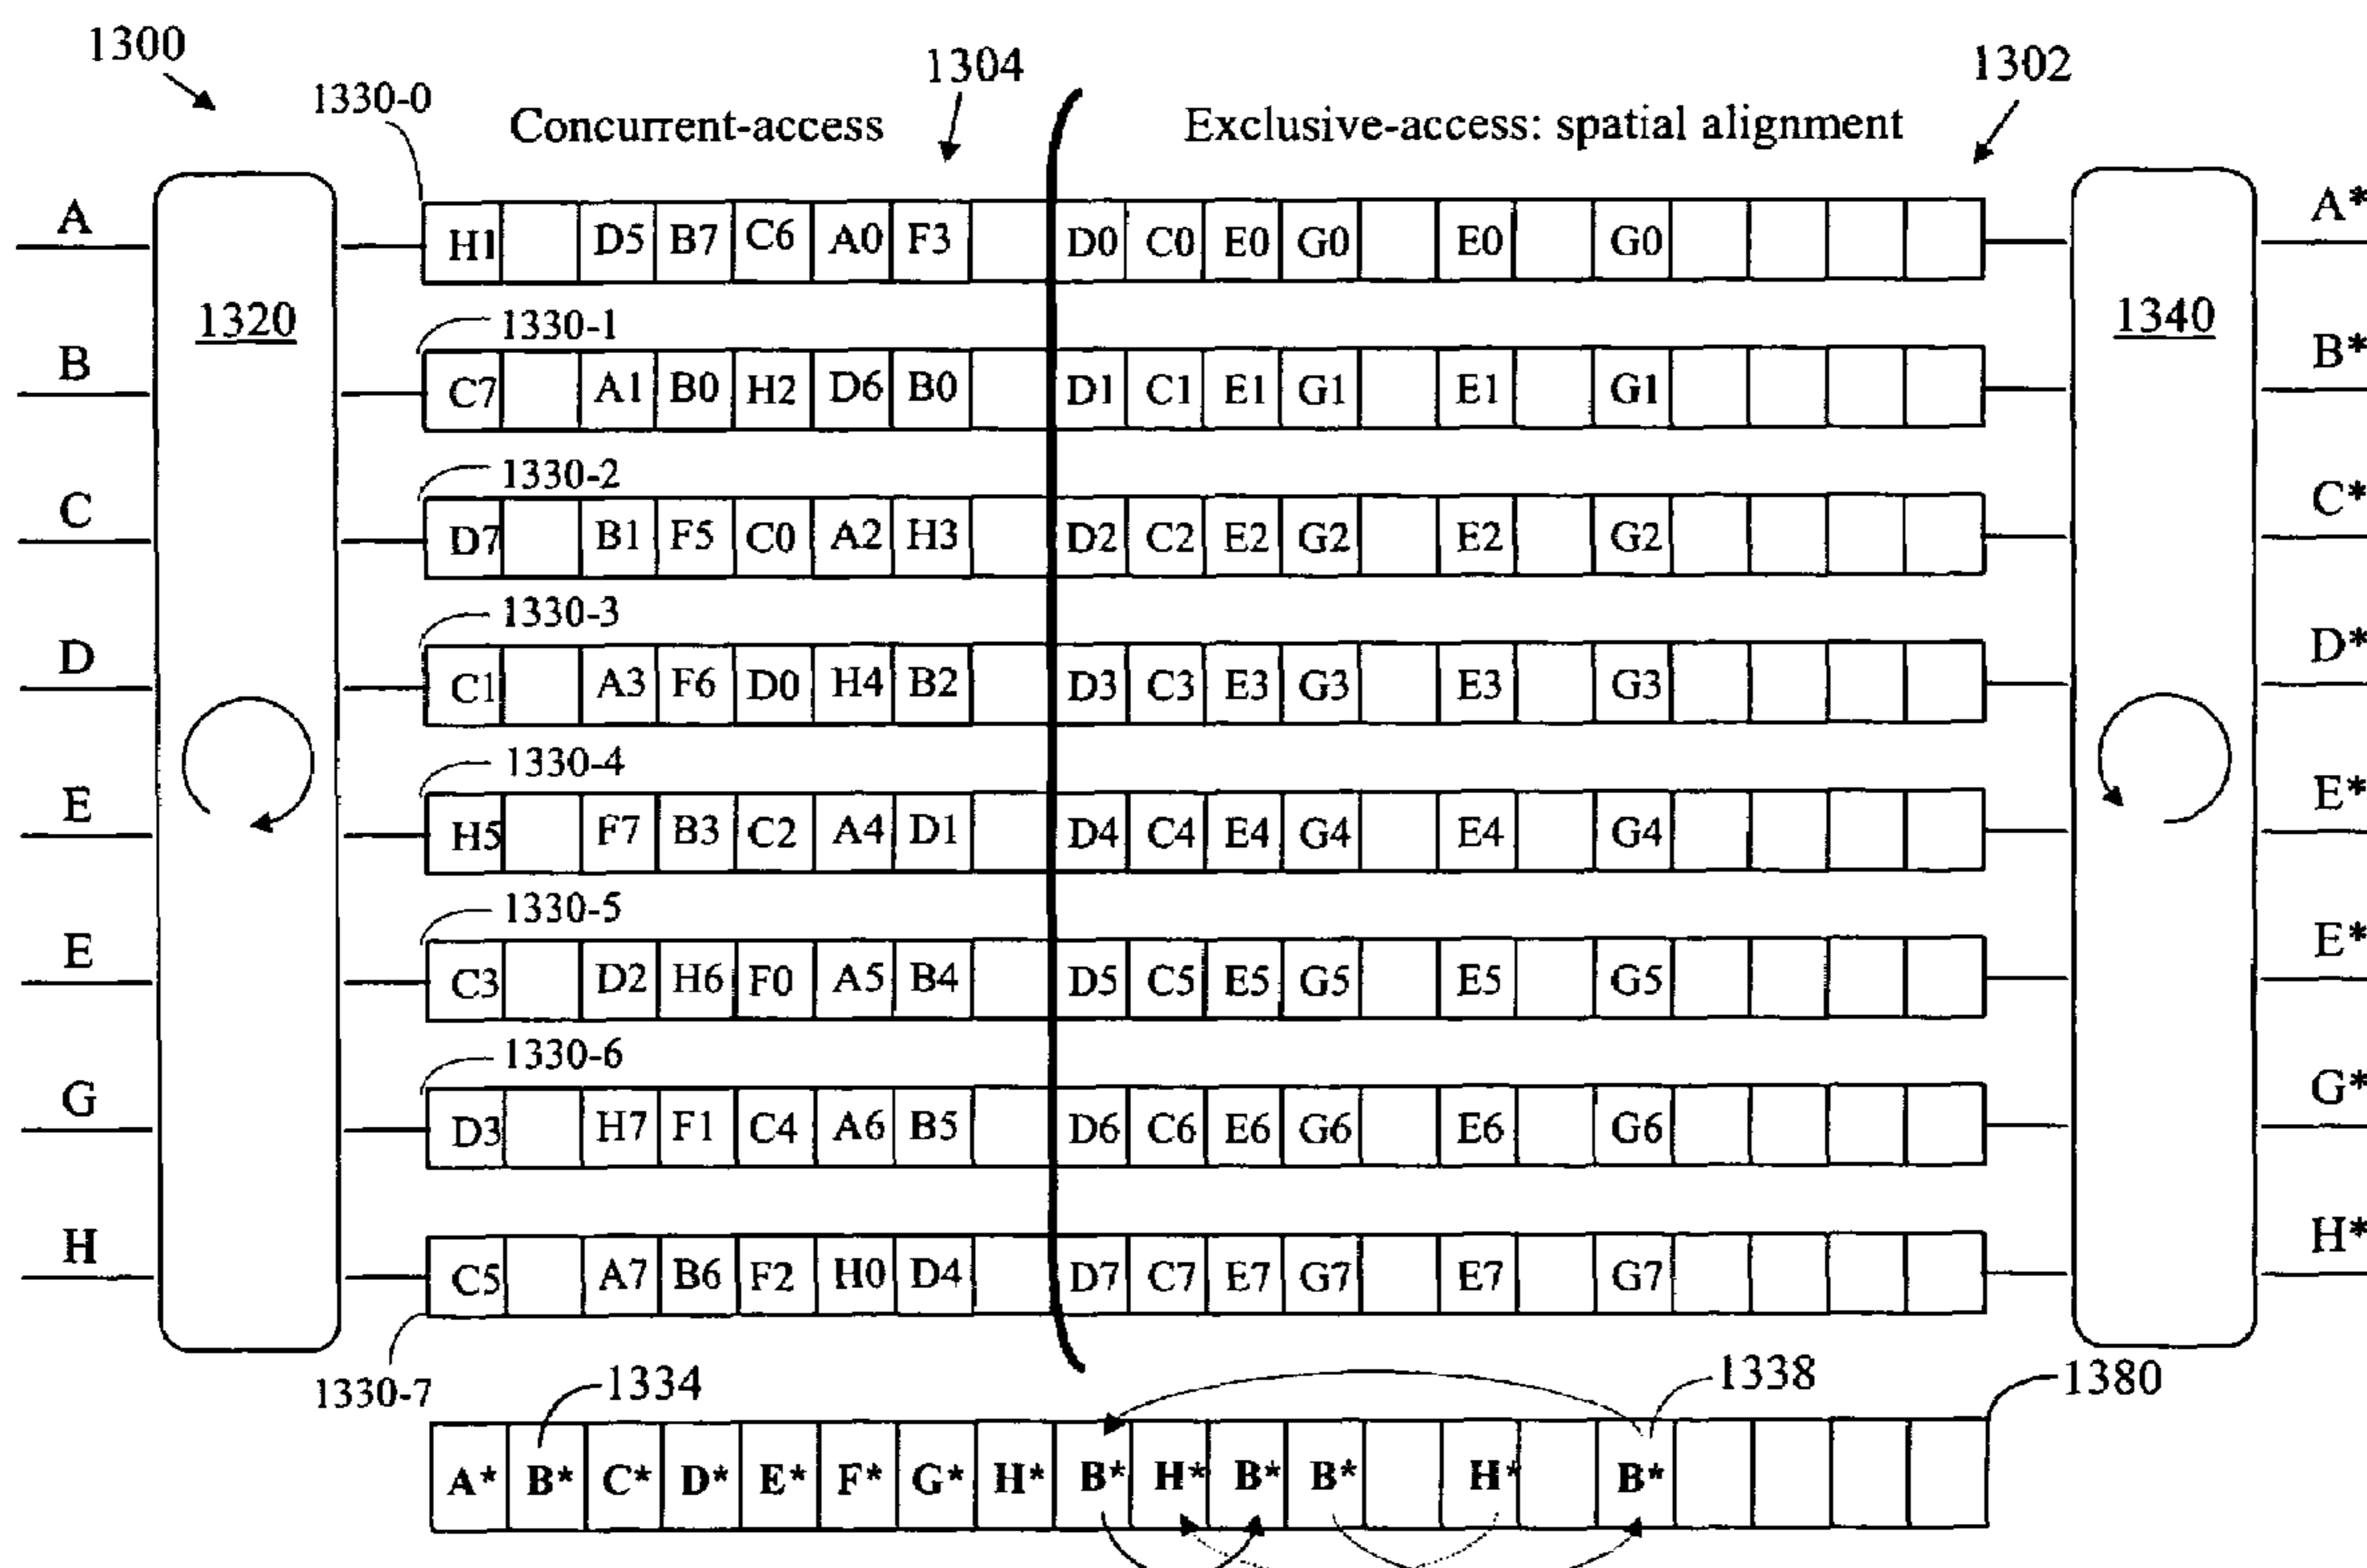 1300
1330-0
1304
1302
Concurrent-access
Exclusive-access: spatial alignment
A H1 D5 B7 C6 A0 F3 D0 C0 E0 G0 E0 G0 A*
1320
1340
1330-1
B C7 A1 B0 H2 D6 B0 D1 C1 E1 G1 E1 G1 B*
1330-2
C D7 B1 F5 C0 A2 H3 D2 C2 E2 G2 E2 G2 C*
1330-3
D C1 A3 F6 D0 H4 B2 D3 C3 E3 G3 E3 G3 D*
1330-4
E H5 F7 B3 C2 A4 D1 D4 C4 E4 G4 E4 G4 E*
1330-5
E C3 D2 H6 F0 A5 B4 D5 C5 E5 G5 E5 G5 E*
1330-6
G D3 H7 F1 C4 A6 B5 D6 C6 E6 G6 E6 G6 G*
H C5 A7 B6 F2 H0 D4 D7 C7 E7 G7 E7 G7 H*
1330-7
1334
1338
1380
A* B* C* D* E* F* G* H* B* H* B* B* H* B*